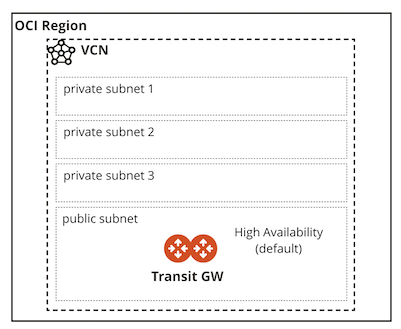 OCI Region
VCN
private subnet 1
private subnet 2
private subnet 3
public subnet
High Availability
(default)
Transit GW